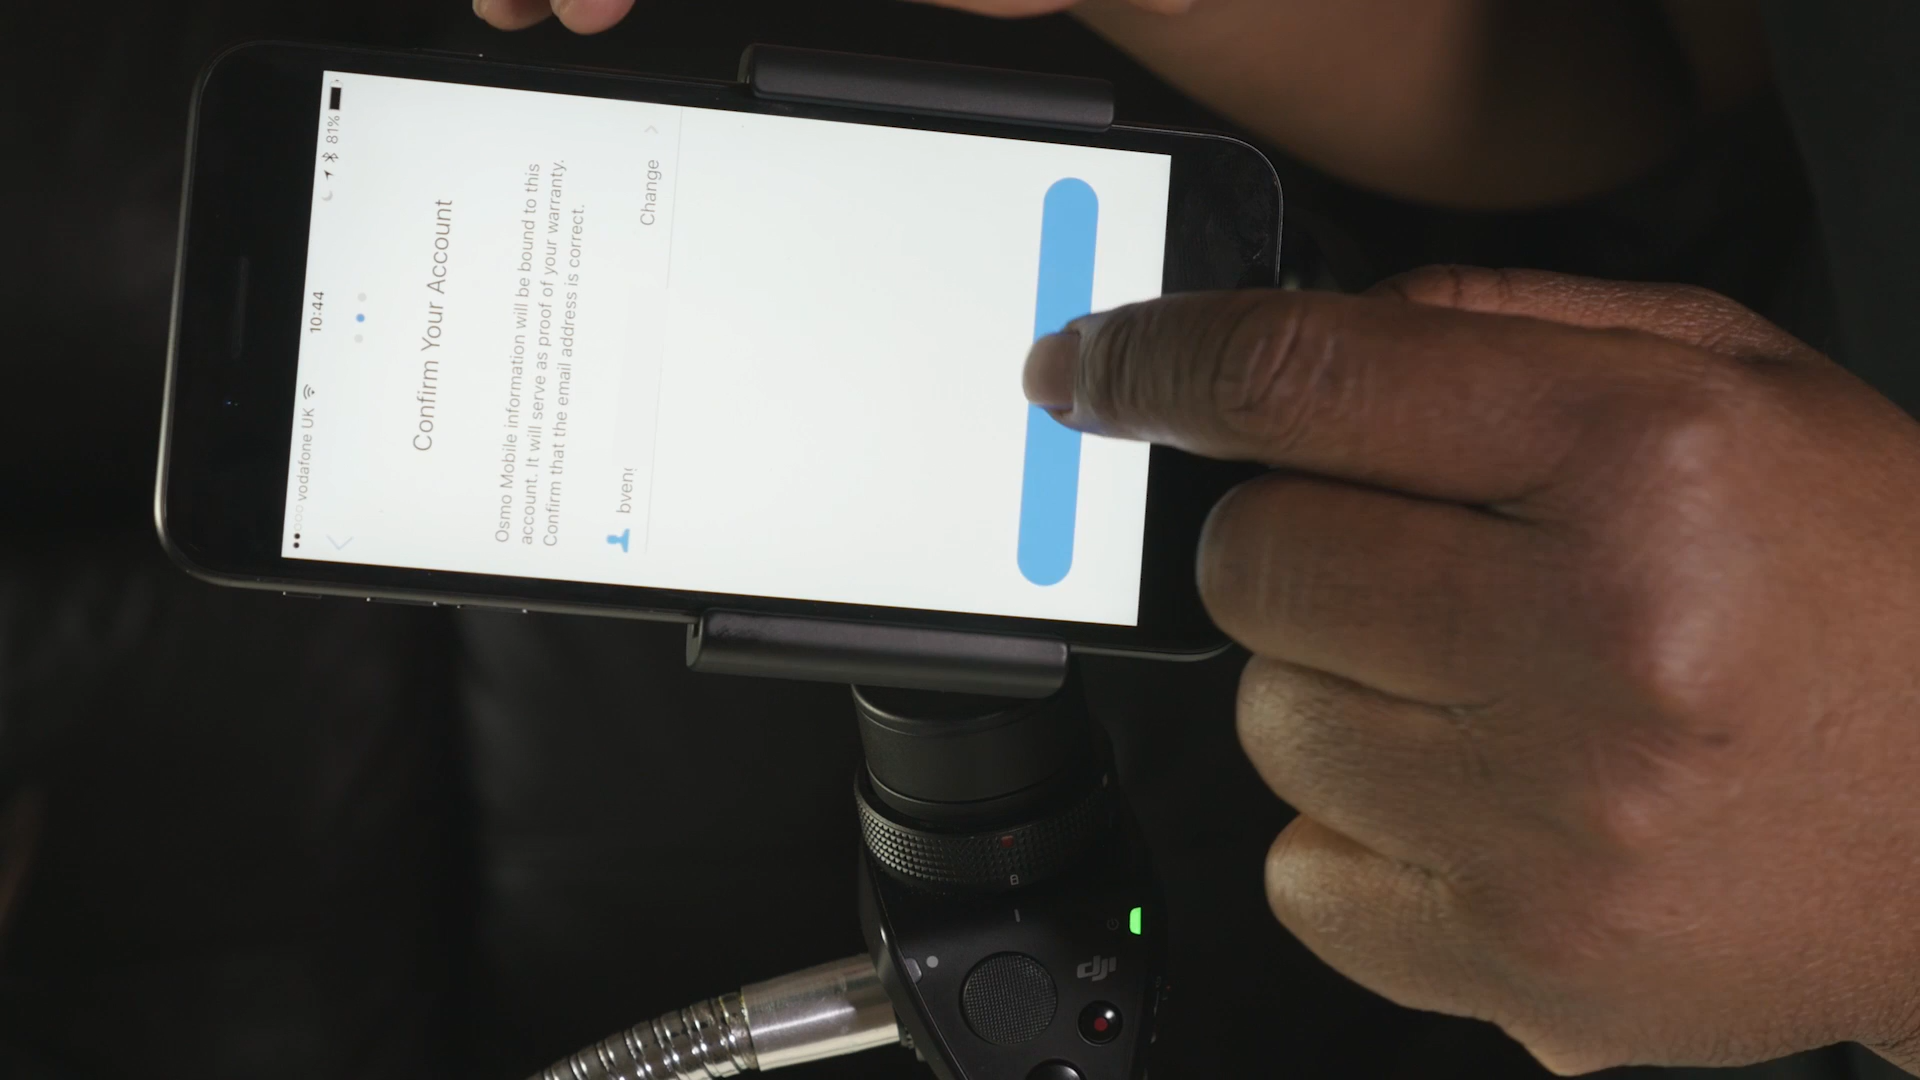 vodafone UK
10:44
81%
Confirm Your Account
Osmo Mobile information will be bound to this
account. It will serve as proof of your warranty.
Confirm that the email address is correct.
Change
dji